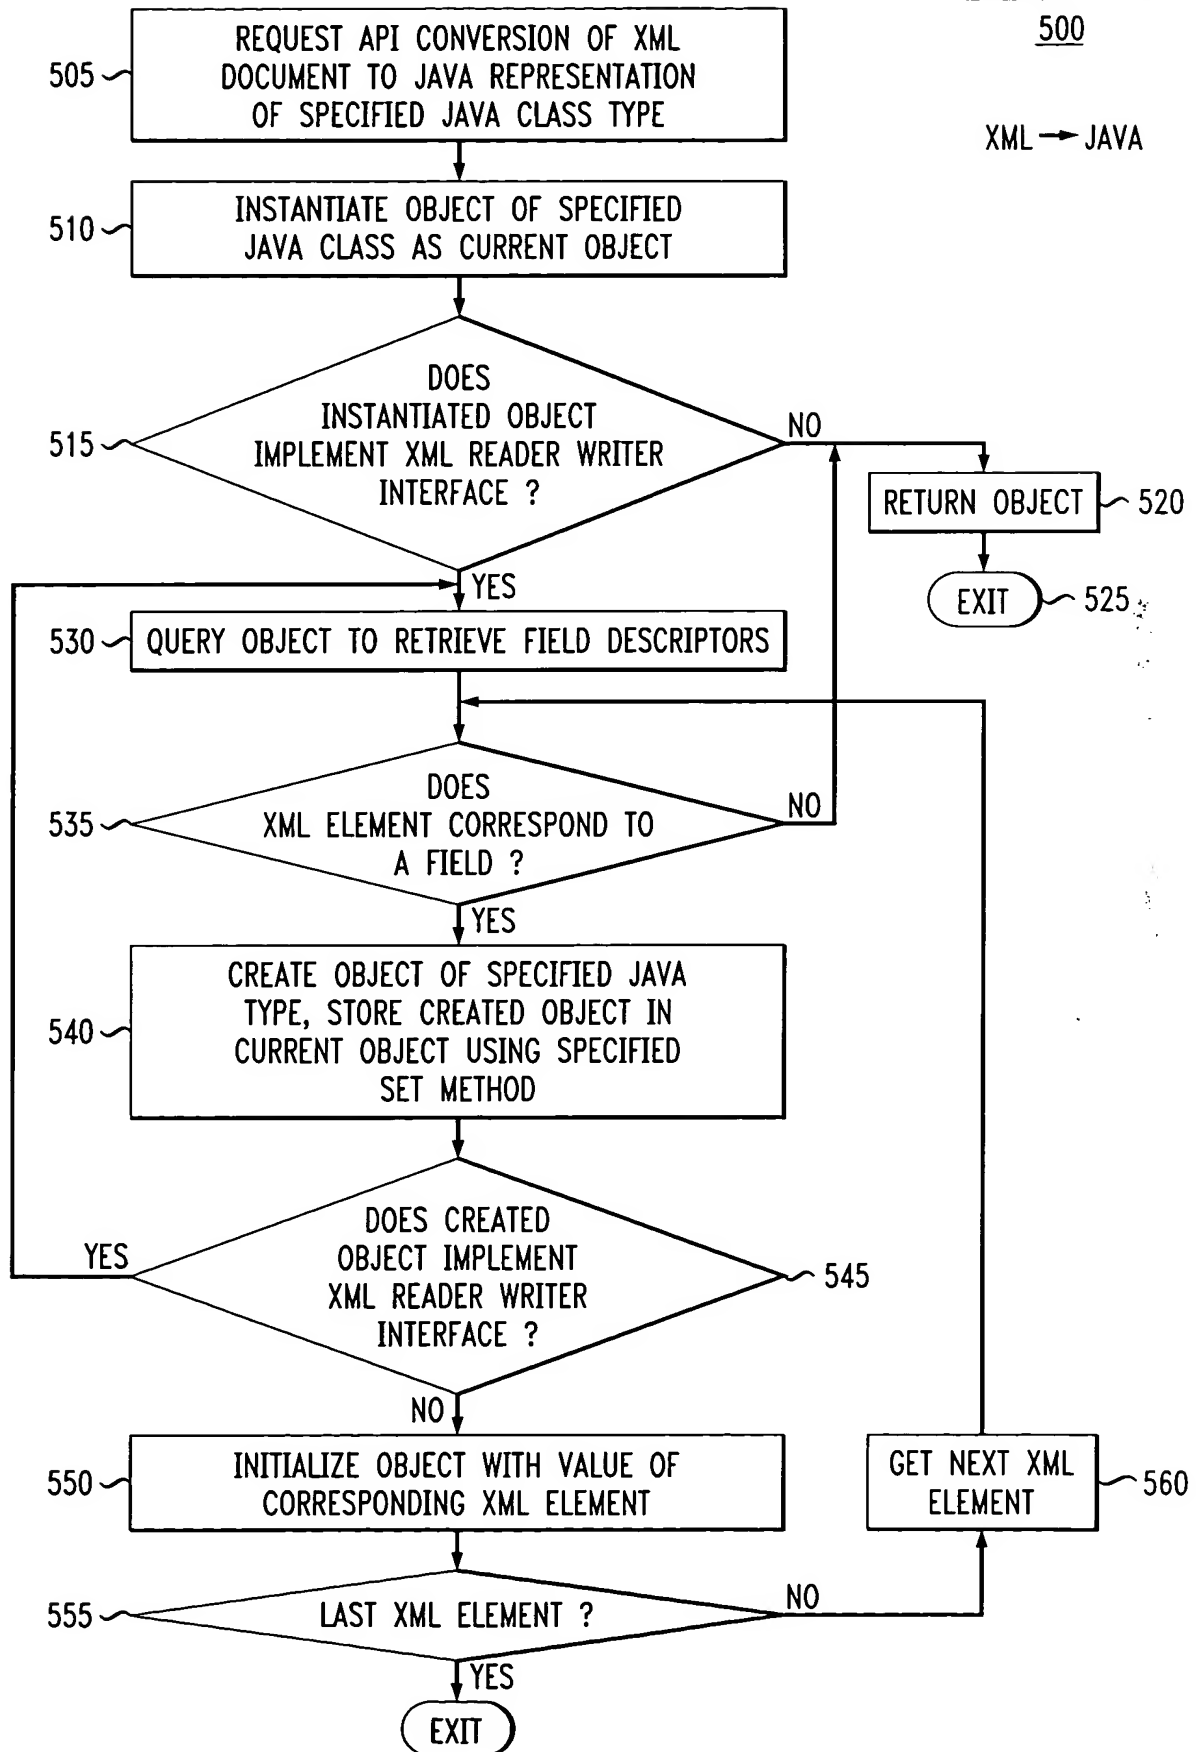 500
XML → JAVA
505
REQUEST API CONVERSION OF XML
DOCUMENT TO JAVA REPRESENTATION
OF SPECIFIED JAVA CLASS TYPE
510
INSTANTIATE OBJECT OF SPECIFIED
JAVA CLASS AS CURRENT OBJECT
515
DOES
INSTANTIATED OBJECT
IMPLEMENT XML READER WRITER
INTERFACE ?
NO
RETURN OBJECT
520
EXIT
525
YES
530
QUERY OBJECT TO RETRIEVE FIELD DESCRIPTORS
535
DOES
XML ELEMENT CORRESPOND TO
A FIELD ?
NO
YES
540
CREATE OBJECT OF SPECIFIED JAVA
TYPE, STORE CREATED OBJECT IN
CURRENT OBJECT USING SPECIFIED
SET METHOD
YES
DOES CREATED
OBJECT IMPLEMENT
XML READER WRITER
INTERFACE ?
545
NO
550
INITIALIZE OBJECT WITH VALUE OF
CORRESPONDING XML ELEMENT
GET NEXT XML
ELEMENT
560
555
LAST XML ELEMENT ?
NO
YES
EXIT